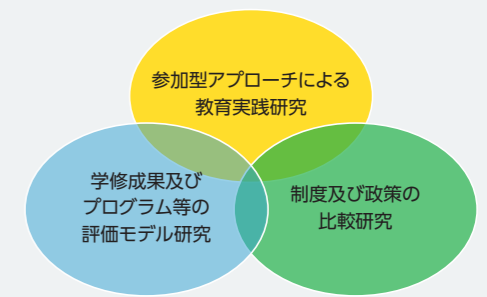 参加型アプローチによる
教育実践研究
学修成果及び
プログラム等の
評価モデル研究
制度及び政策の
比較研究